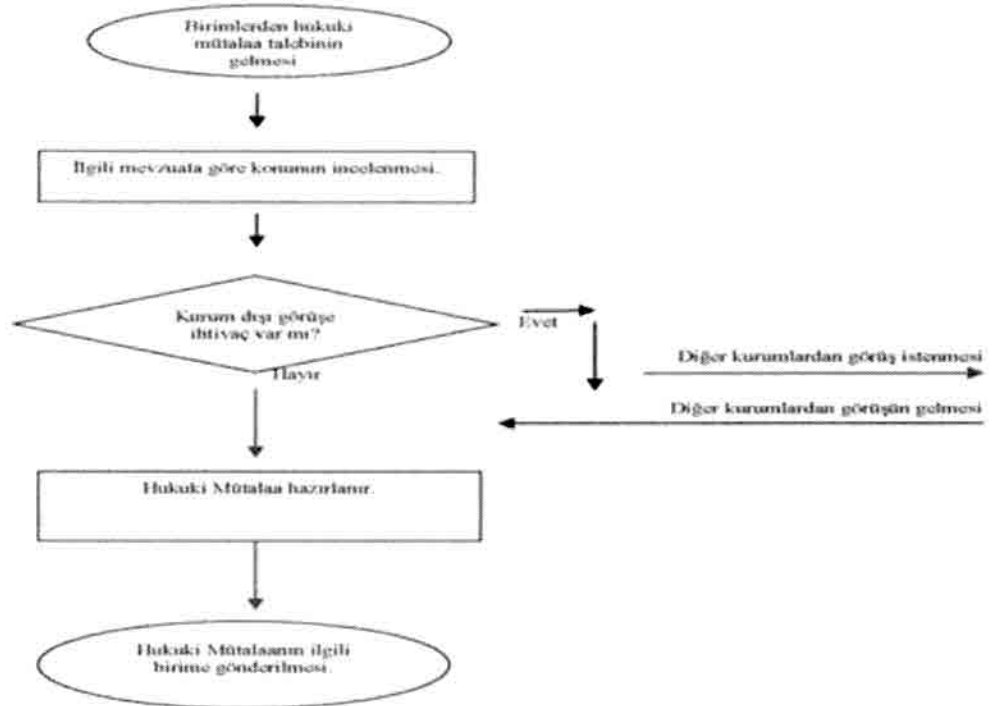 Birimlerden hukuki
mütalaa talebinin
gelmesi
İlgili mevzuata göre konunun incelenmesi.
Kurum dışı görüşe
ihtiyaç var mı?
Evet
Hayır
Diğer kurumlardan görüş istenmesi
Diğer kurumlardan görüşün gelmesi
Hukuki Mütalaa hazırlanır.
Hukuki Mütalaanın ilgili
birime gönderilmesi.